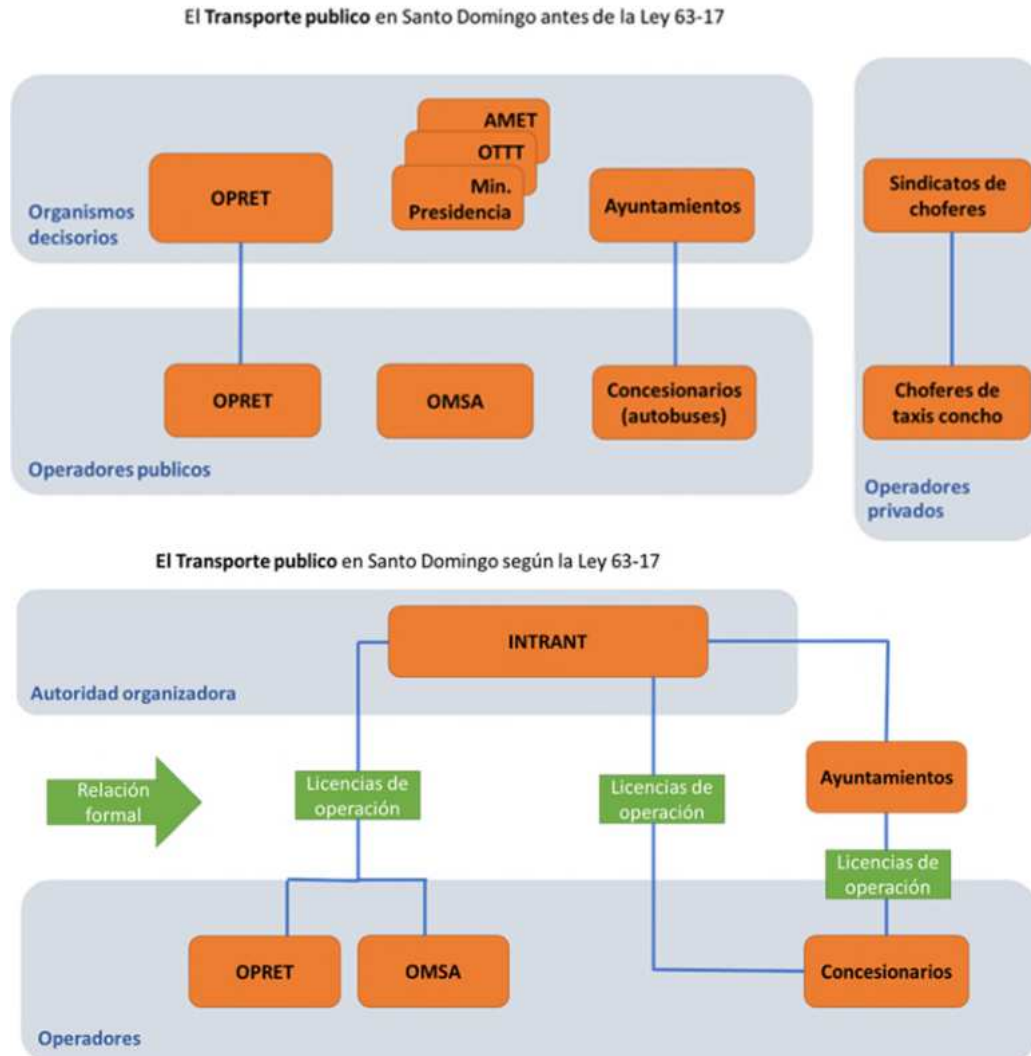 El Transporte publico en Santo Domingo antes de la Ley 63-17
AMET
OTTT
Min.
Presidencia
OPRET
Ayuntamientos
Organismos
decisorios
Sindicatos de
choferes
OPRET
OMSA
Concesionarios
(autobuses)
Choferes de
taxis concho
Operadores publicos
Operadores
privados
El Transporte publico en Santo Domingo según la Ley 63-17
INTRANT
Autoridad organizadora
Relación
formal
Licencias de
operación
Licencias de
operación
Ayuntamientos
Licencias de
operación
OPRET
OMSA
Concesionarios
Operadores